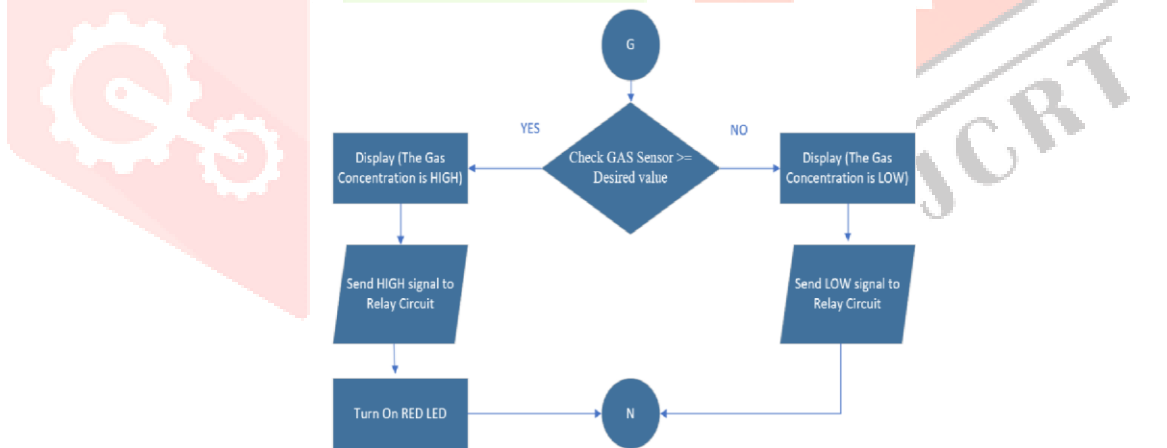 G
YES
NO
Check GAS Sensor >=
Desired value
Display (The Gas
Concentration is HIGH)
Display (The Gas
Concentration is LOW)
Send HIGH signal to
Relay Circuit
Send LOW signal to
Relay Circuit
Turn On RED LED
N
JCRT